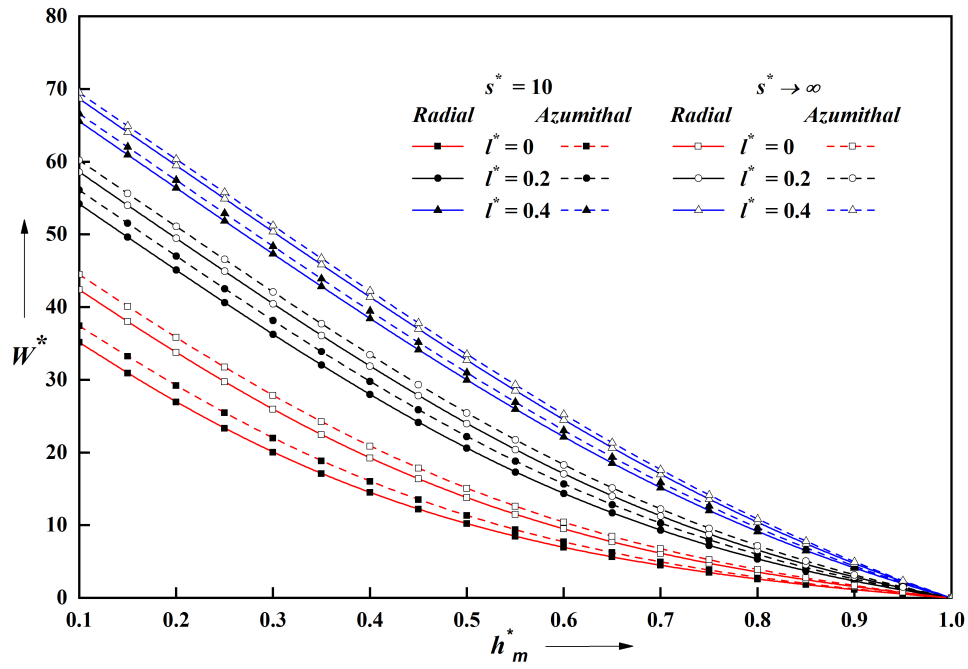 80
70
60
50
40
30
20
10
0
W*
s* = 10 s* → ∞
Radial Azumithal Radial Azumithal
l* = 0 l* = 0
l* = 0.2 l* = 0.2
l* = 0.4 l* = 0.4
0.1 0.2 0.3 0.4 0.5 0.6 0.7 0.8 0.9 1.0
h*m